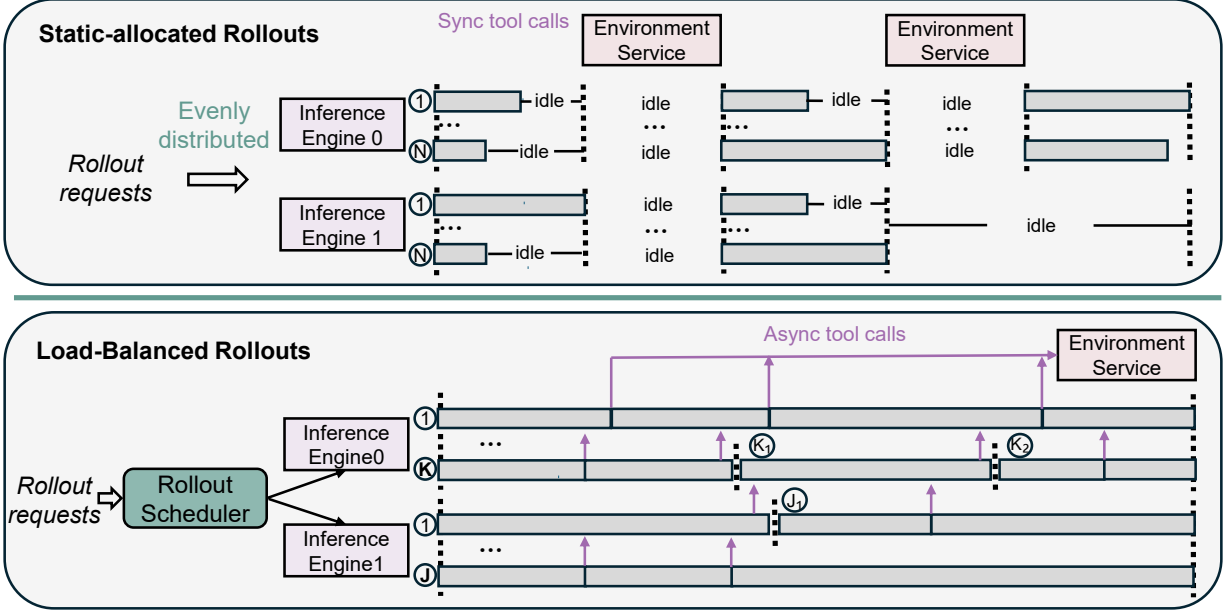 Static-allocated Rollouts
Sync tool calls
Environment
Service
Environment
Service
Evenly
distributed
Rollout
requests
Inference
Engine 0
1
idle
idle
idle
idle
...
...
...
...
N
idle
idle
idle
Inference
Engine 1
1
idle
idle
...
...
...
idle
N
idle
idle
Load-Balanced Rollouts
Async tool calls
Environment
Service
Rollout
requests
Rollout
Scheduler
Inference
Engine0
1
...
K1
K2
K
Inference
Engine1
1
J1
...
J